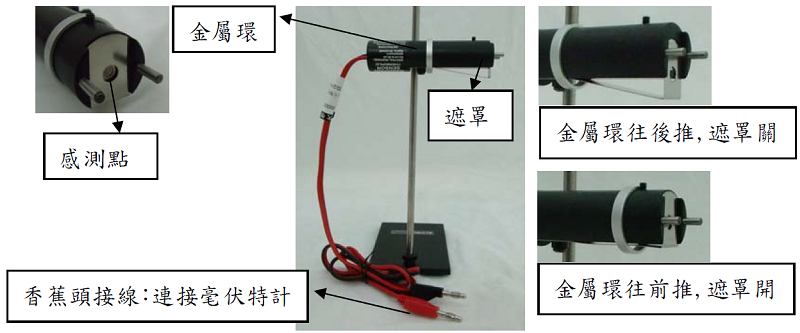 金屬環
遮罩
感測點
香蕉頭接線:連接毫伏特計
金屬環往後推,遮罩關
金屬環往前推,遮罩開